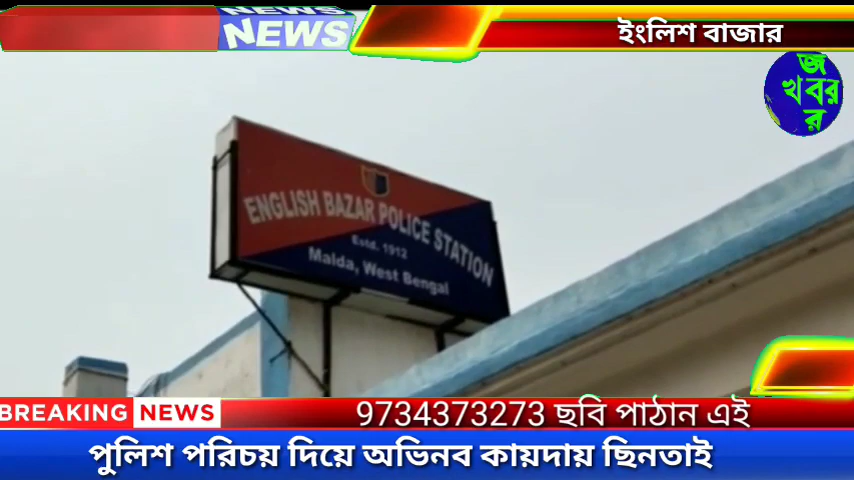 NEWS
NEWS
ইংলিশ বাজার
জ
খবর
র
ENGLISH BAZAR POLICE STATION
Estd. 1912
Malda, West Bengal
BREAKING NEWS
9734373273 ছবি পাঠান এই
পুলিশ পরিচয় দিয়ে অভিনব কায়দায় ছিনতাই